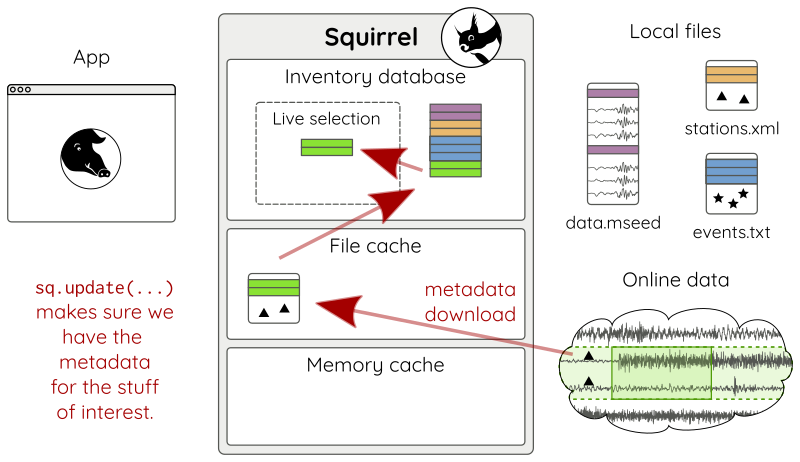 App
Squirrel
Inventory database
Live selection
File cache
metadata
download
Memory cache
sq.update(...)
makes sure we
have the
metadata
for the stuff
of interest.
Local files
data.mseed
stations.xml
events.txt
Online data